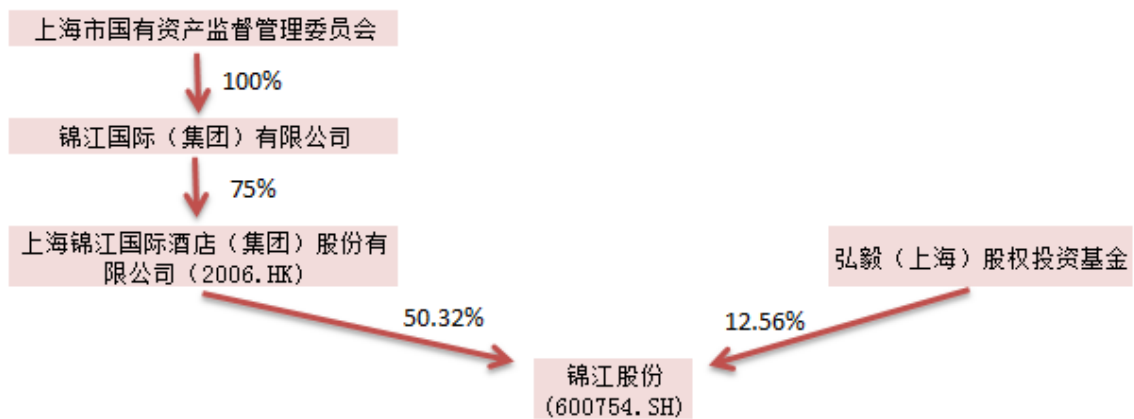 上海市国有资产监督管理委员会
100%
锦江国际（集团）有限公司
75%
上海锦江国际酒店（集团）股份有
限公司（2006.HK）
弘毅（上海）股权投资基金
50.32%
12.56%
锦江股份
(600754.SH)